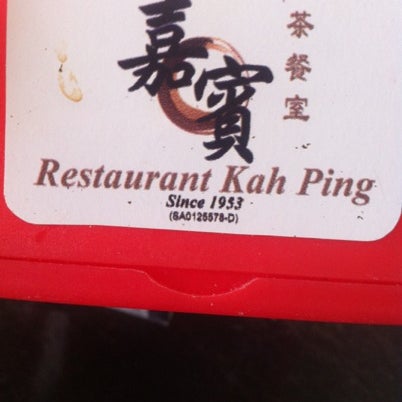 嘉賓
茶餐室
Restaurant Kah Ping
Since 1953
(SA0125578-D)